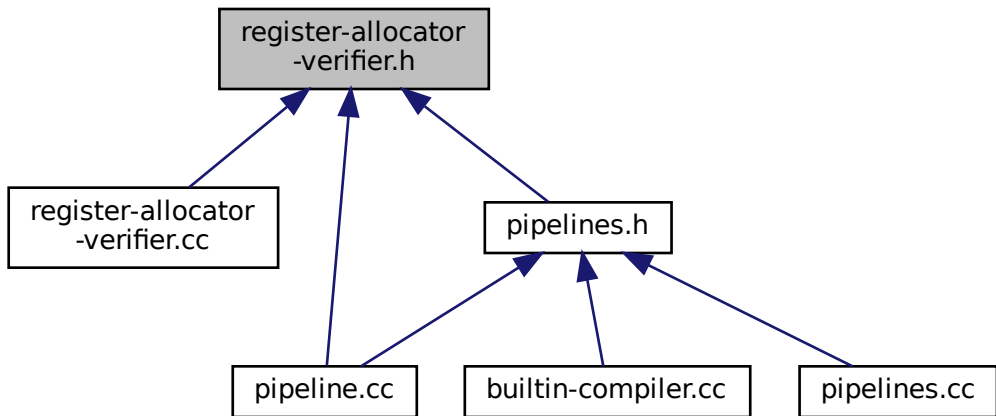 register-allocator
-verifier.h
register-allocator
-verifier.cc
pipelines.h
pipeline.cc
builtin-compiler.cc
pipelines.cc